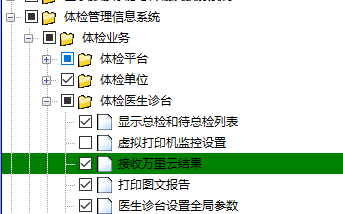 体检管理信息系统
体检业务
体检平台
体检单位
体检医生诊台
显示总检和待总检列表
虚拟打印机监控设置
接收万里云结果
打印图文报告
医生诊台设置全局参数